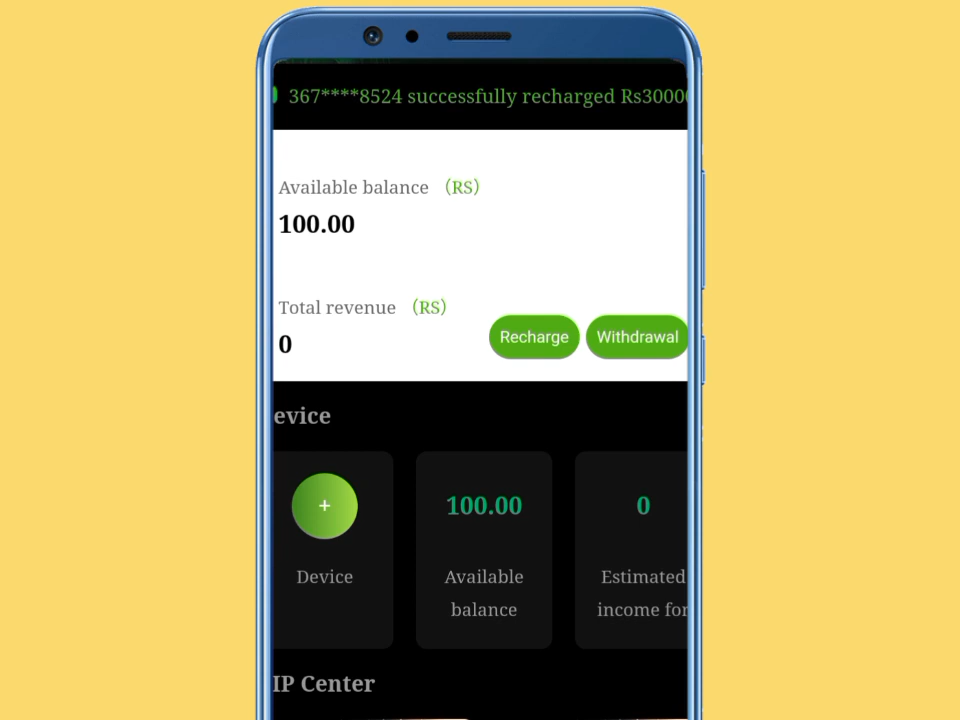 367****8524 successfully recharged Rs3000
Available balance （RS）
100.00
Total revenue （RS）
0
Recharge Withdrawal
evice
+ 100.00 0
Device Available Estimated
balance income for
IP Center